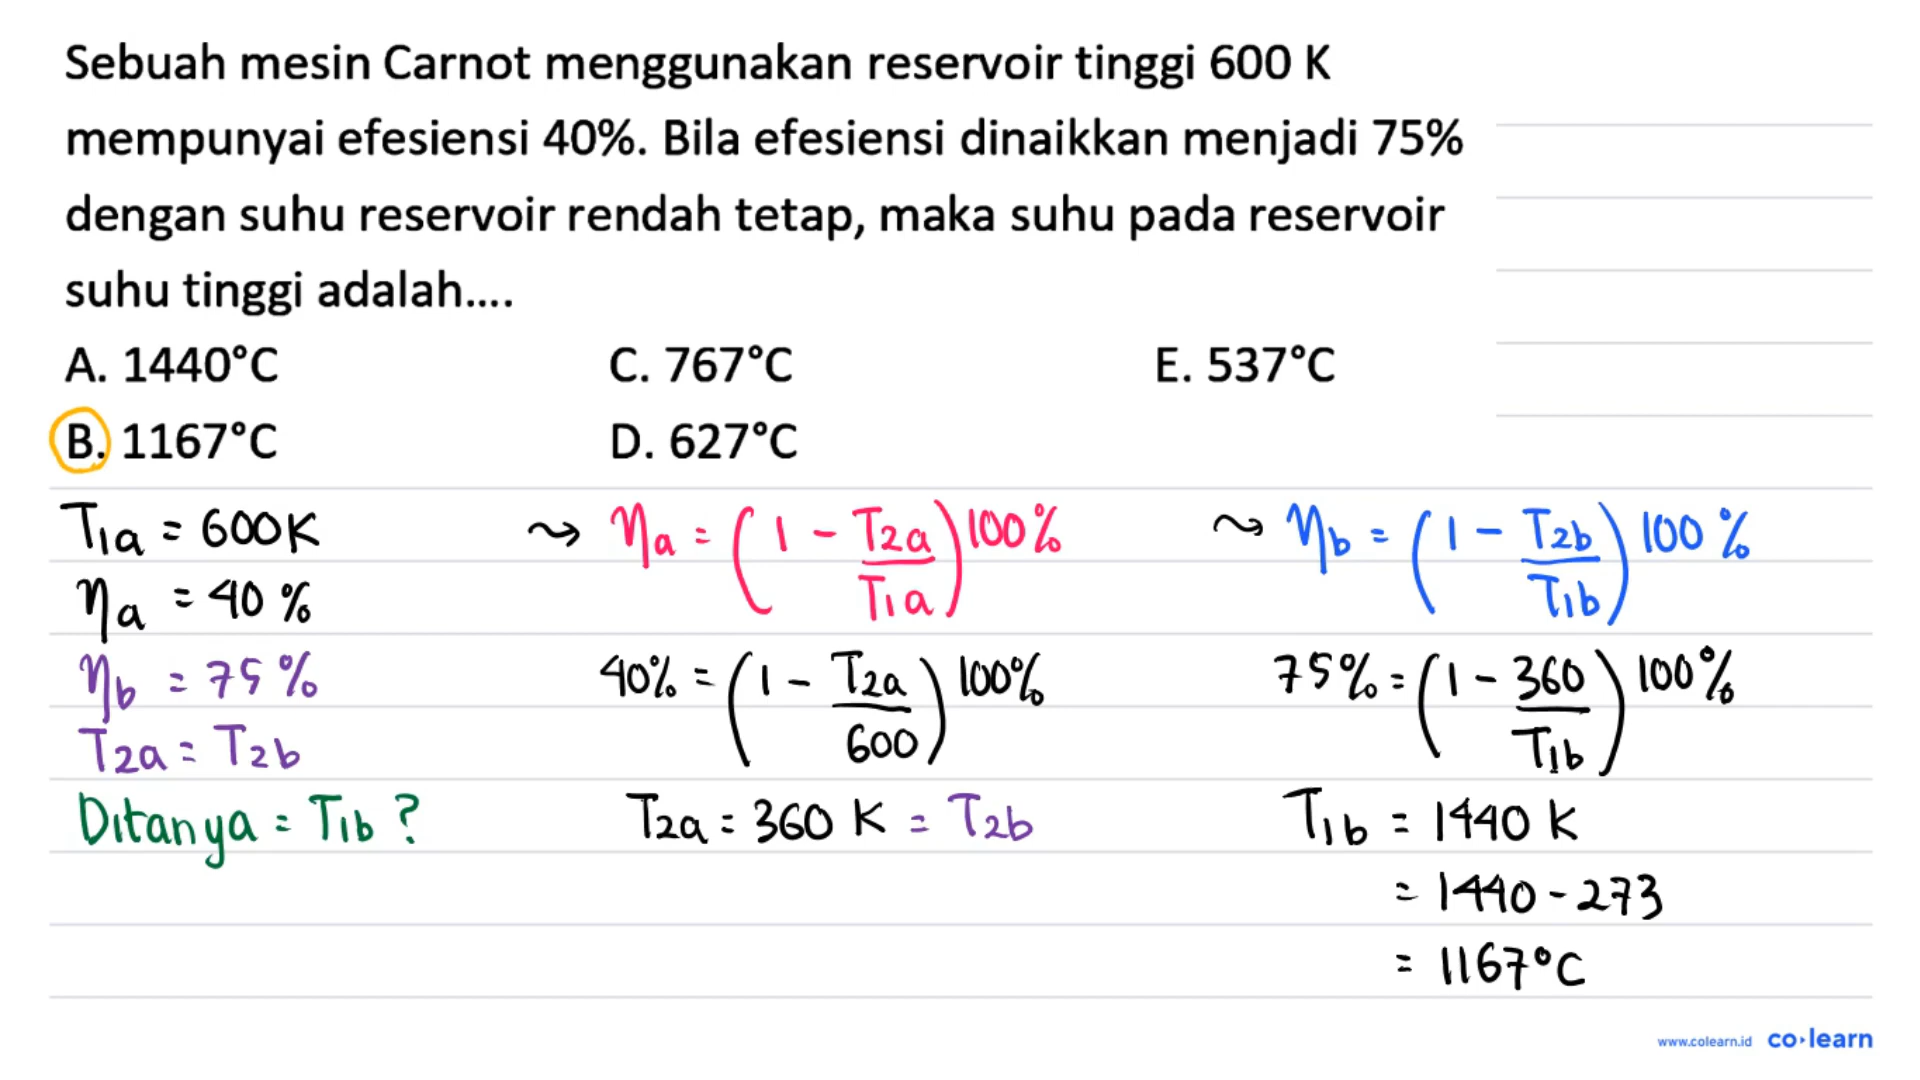 Sebuah mesin Carnot menggunakan reservoir tinggi 600 K
mempunyai efesiensi 40%. Bila efesiensi dinaikkan menjadi 75%
dengan suhu reservoir rendah tetap, maka suhu pada reservoir
suhu tinggi adalah....
A. 1440°C C. 767°C E. 537°C
B. 1167°C D. 627°C
T1a = 600K
ηa = 40 %
ηb = 75 %
T2a = T2b
Ditanya = T1b ?
⇝ ηa = (1 - T2a/T1a) 100%
40% = (1 - T2a/600) 100%
T2a = 360 K = T2b
⇝ ηb = (1 - T2b/T1b) 100 %
75% = (1 - 360/T1b) 100%
T1b = 1440 K
= 1440 - 273
= 1167°C
www.colearn.id co·learn